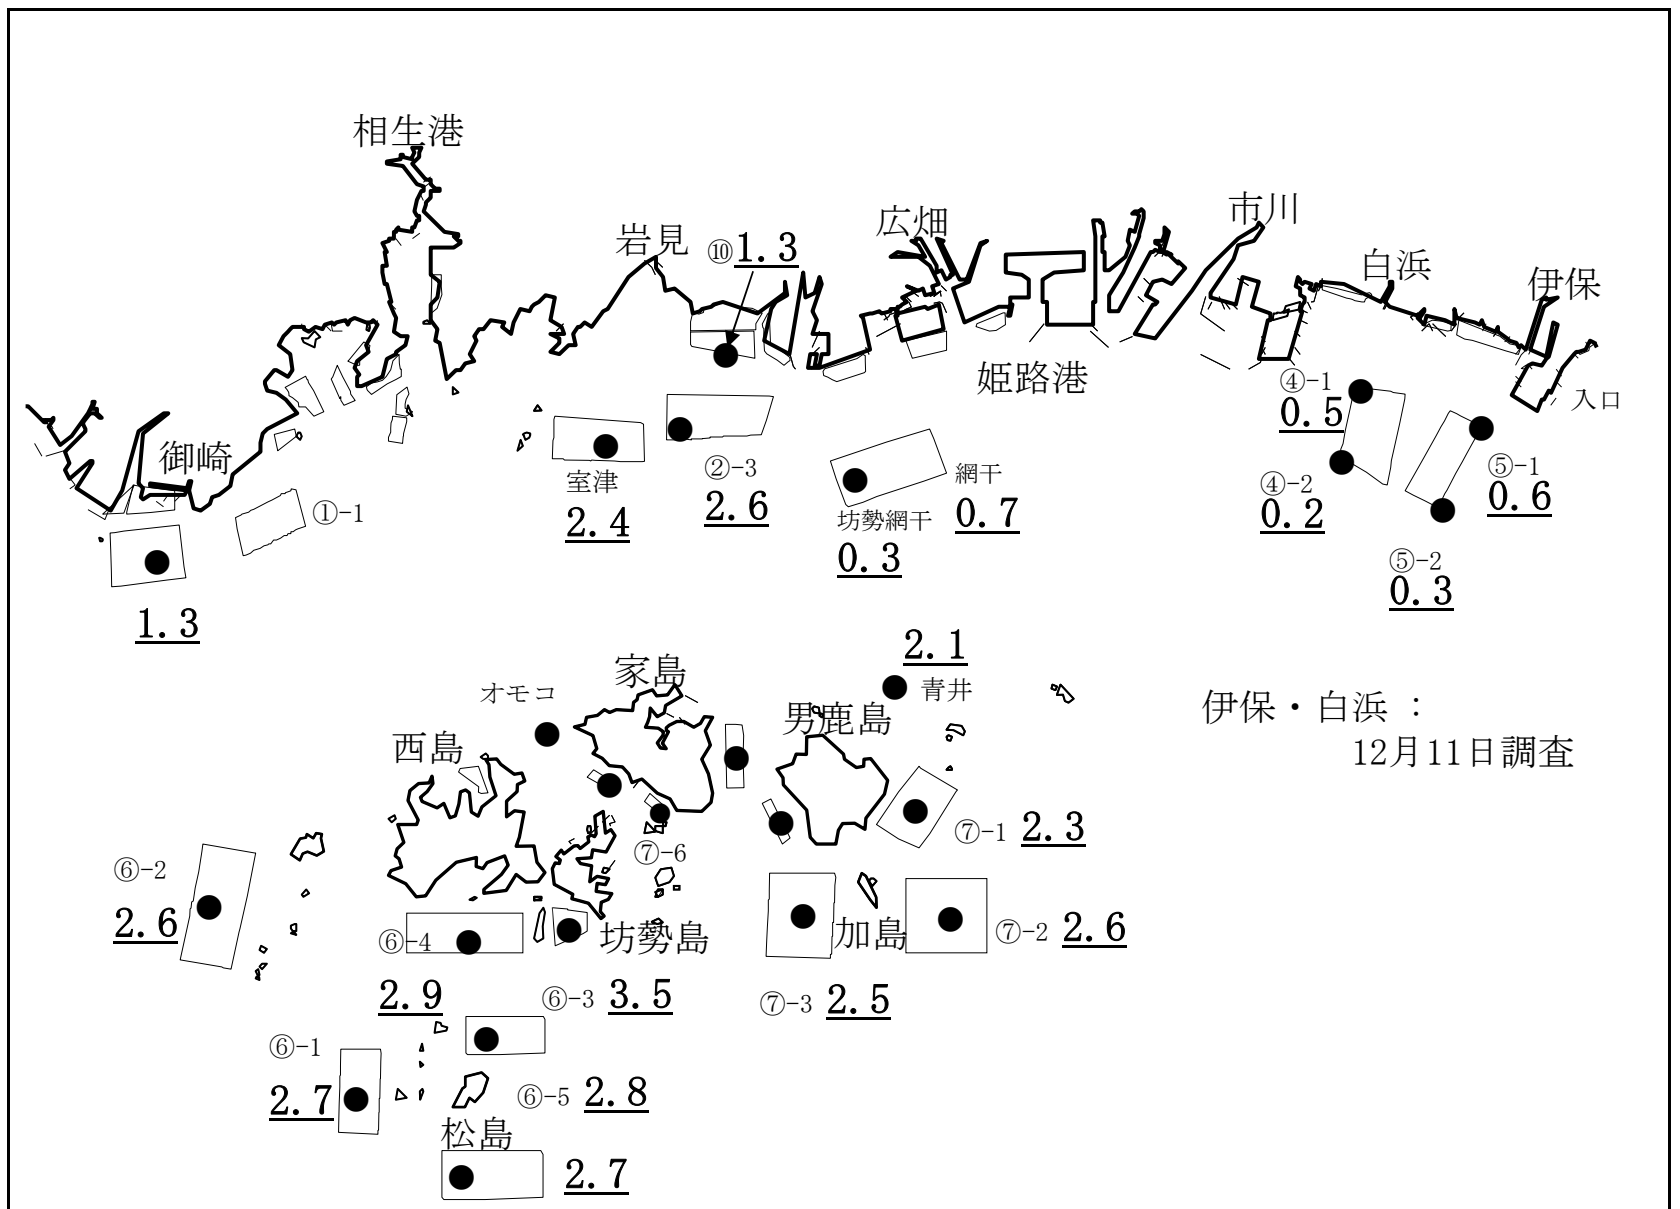 相生港
市川
広畑
岩見
⑩1.3
白浜
伊保
姫路港
④-1
0.5
入口
御崎
室津
2.4
②-3
2.6
網干
0.7
坊勢網干
0.3
④-2
0.2
⑤-1
0.6
①-1
⑤-2
0.3
1.3
2.1
青井
家島
オモコ
男鹿島
西島
伊保・白浜 :
12月11日調査
⑦-1 2.3
⑦-6
⑥-2
2.6
⑥-4
坊勢島
加島
⑦-2 2.6
2.9
⑥-3 3.5
⑦-3 2.5
⑥-1
2.7
⑥-5 2.8
松島
2.7